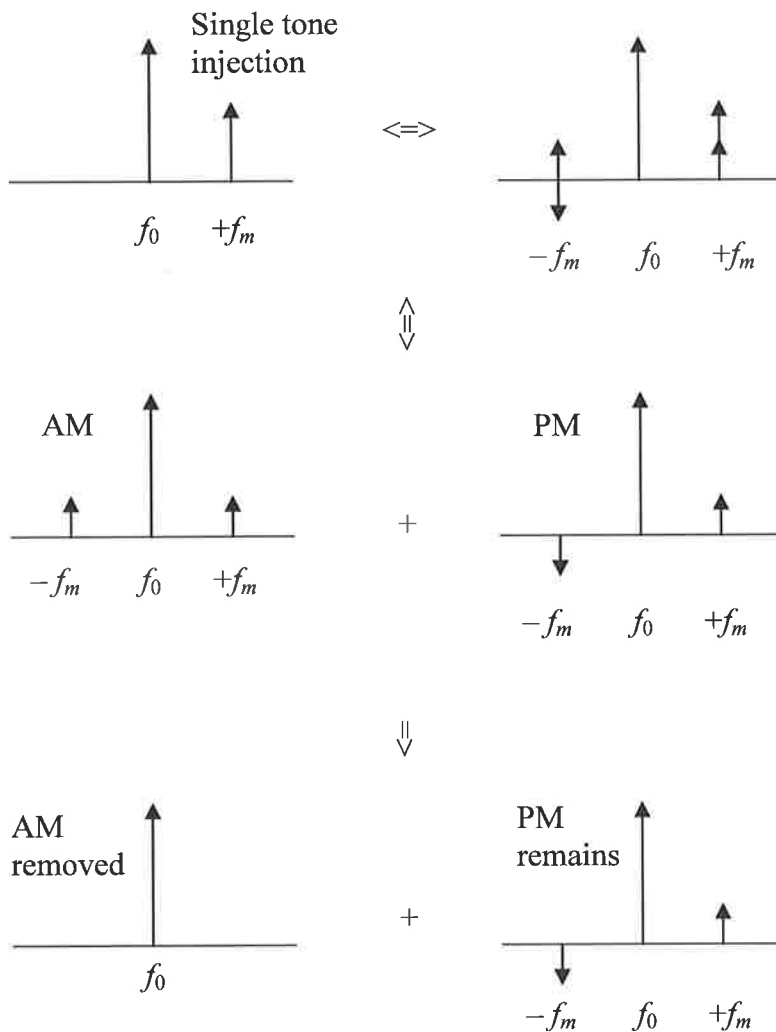 Single tone
injection
<=>
f₀ +fₘ
−fₘ f₀ +fₘ
<=>
AM
PM
+
−fₘ f₀ +fₘ
−fₘ f₀ +fₘ
=>
AM
removed
PM
remains
+
f₀
−fₘ f₀ +fₘ